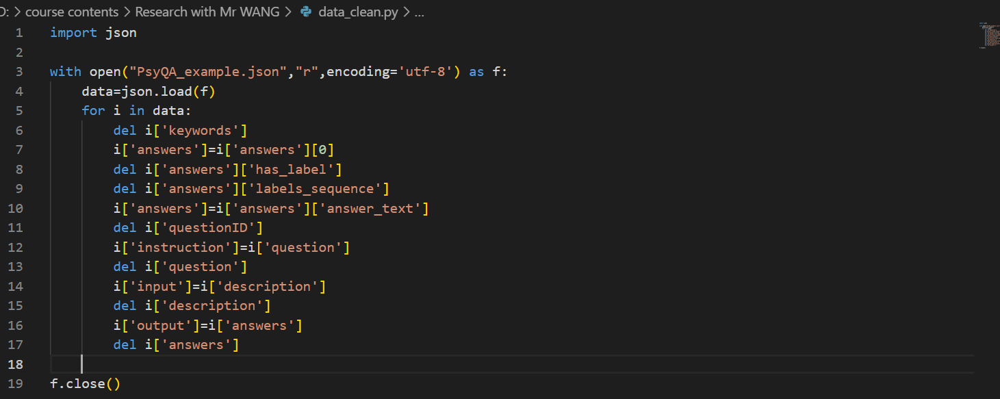 D: > course contents > Research with Mr WANG > data_clean.py > ...
1 import json
2
3 with open("PsyQA_example.json","r",encoding='utf-8') as f:
4     data=json.load(f)
5     for i in data:
6         del i['keywords']
7         i['answers']=i['answers'][0]
8         del i['answers']['has_label']
9         del i['answers']['labels_sequence']
10         i['answers']=i['answers']['answer_text']
11         del i['questionID']
12         i['instruction']=i['question']
13         del i['question']
14         i['input']=i['description']
15         del i['description']
16         i['output']=i['answers']
17         del i['answers']
18
19 f.close()